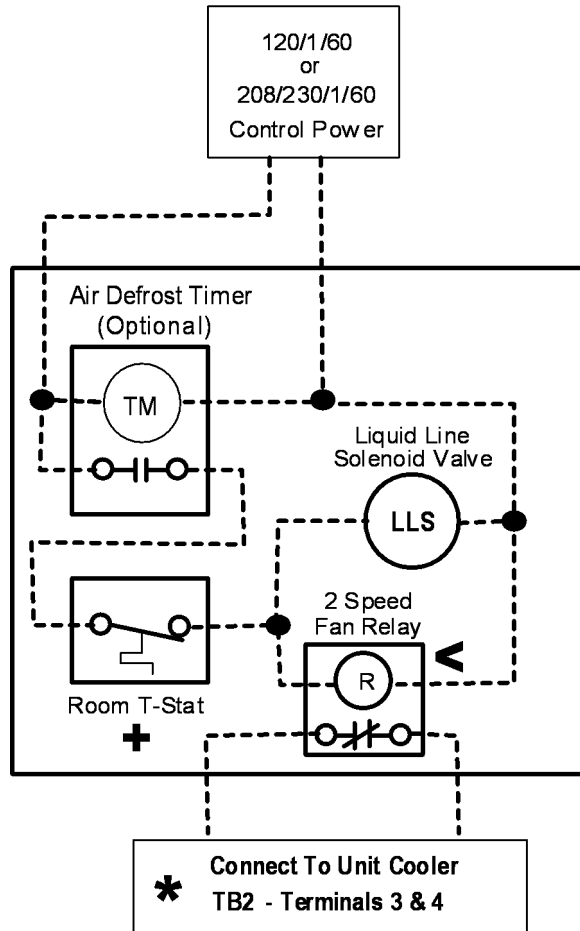 120/1/60
or
208/230/1/60
Control Power
Air Defrost Timer
(Optional)
TM
Liquid Line
Solenoid Valve
LLS
2 Speed
Fan Relay
<
R
Room T-Stat
+
* Connect To Unit Cooler
TB2 - Terminals 3 & 4